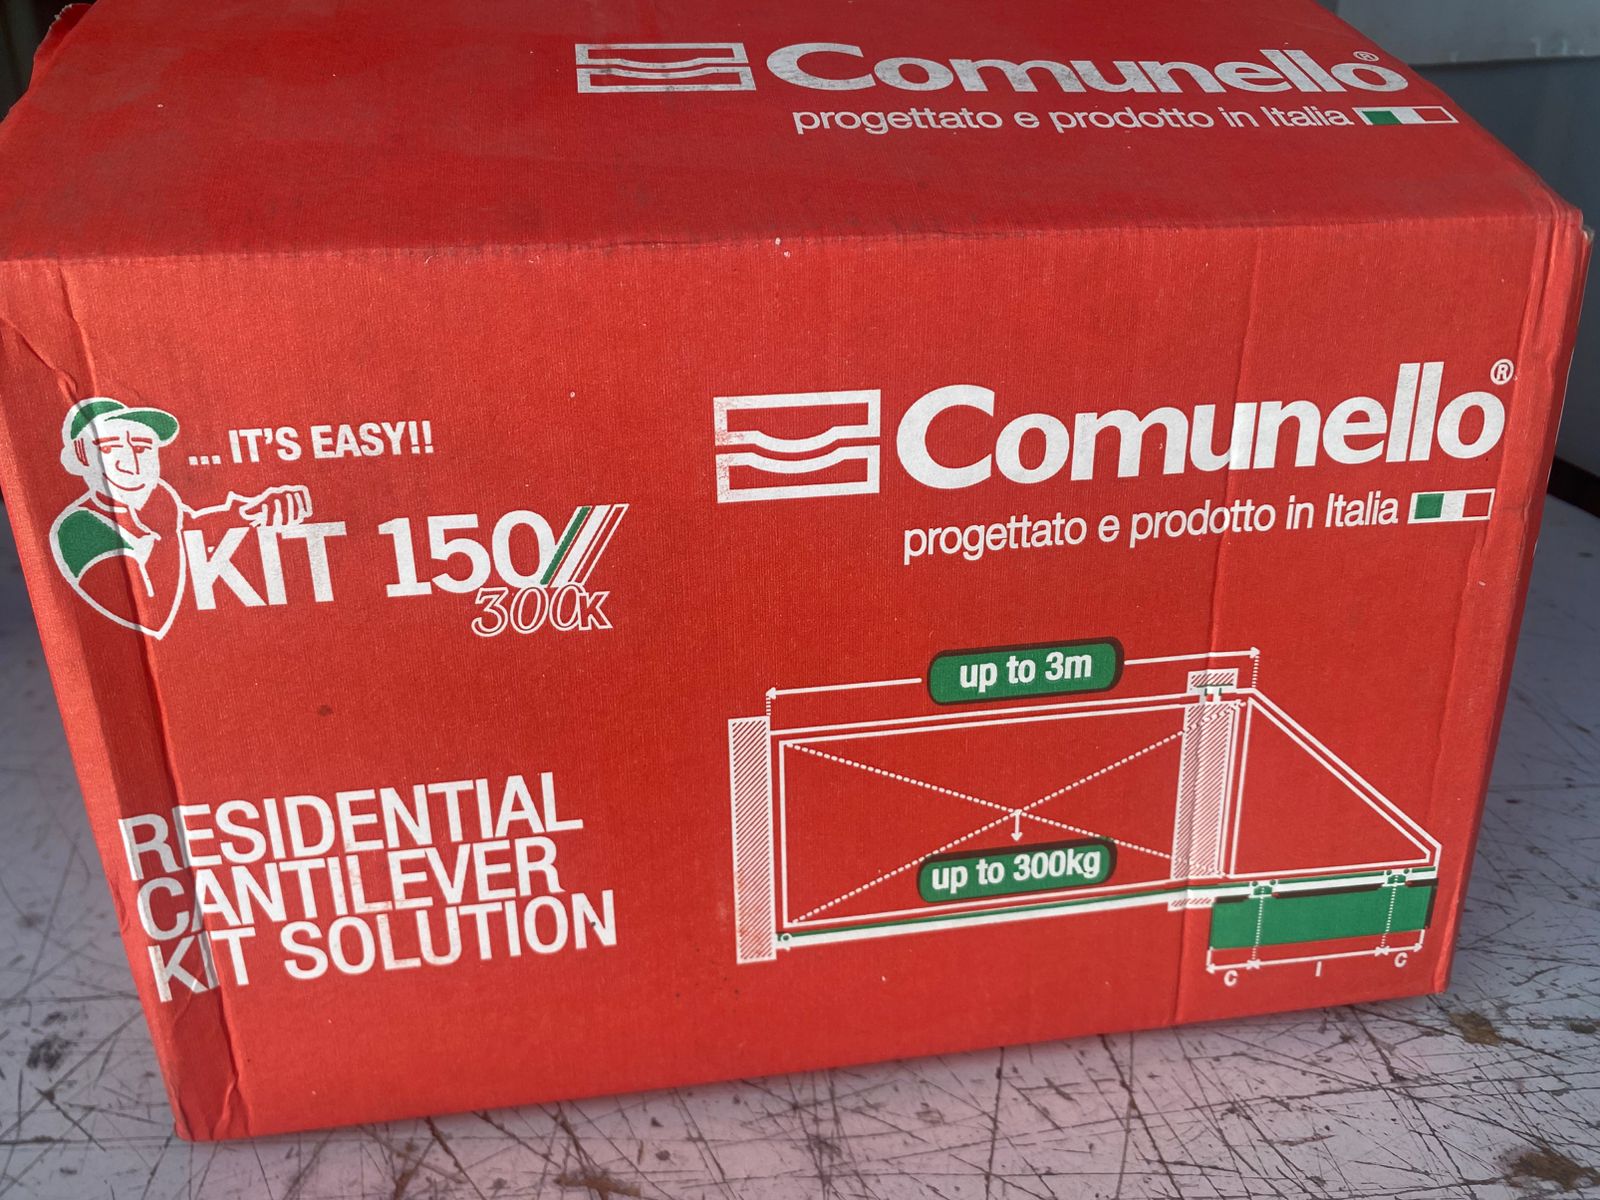 Comunello®
progettato e prodotto in Italia
... IT'S EASY!!
KIT 150
300K
Comunello®
progettato e prodotto in Italia
up to 3m
up to 300kg
C I C
RESIDENTIAL
CANTILEVER
KIT SOLUTION